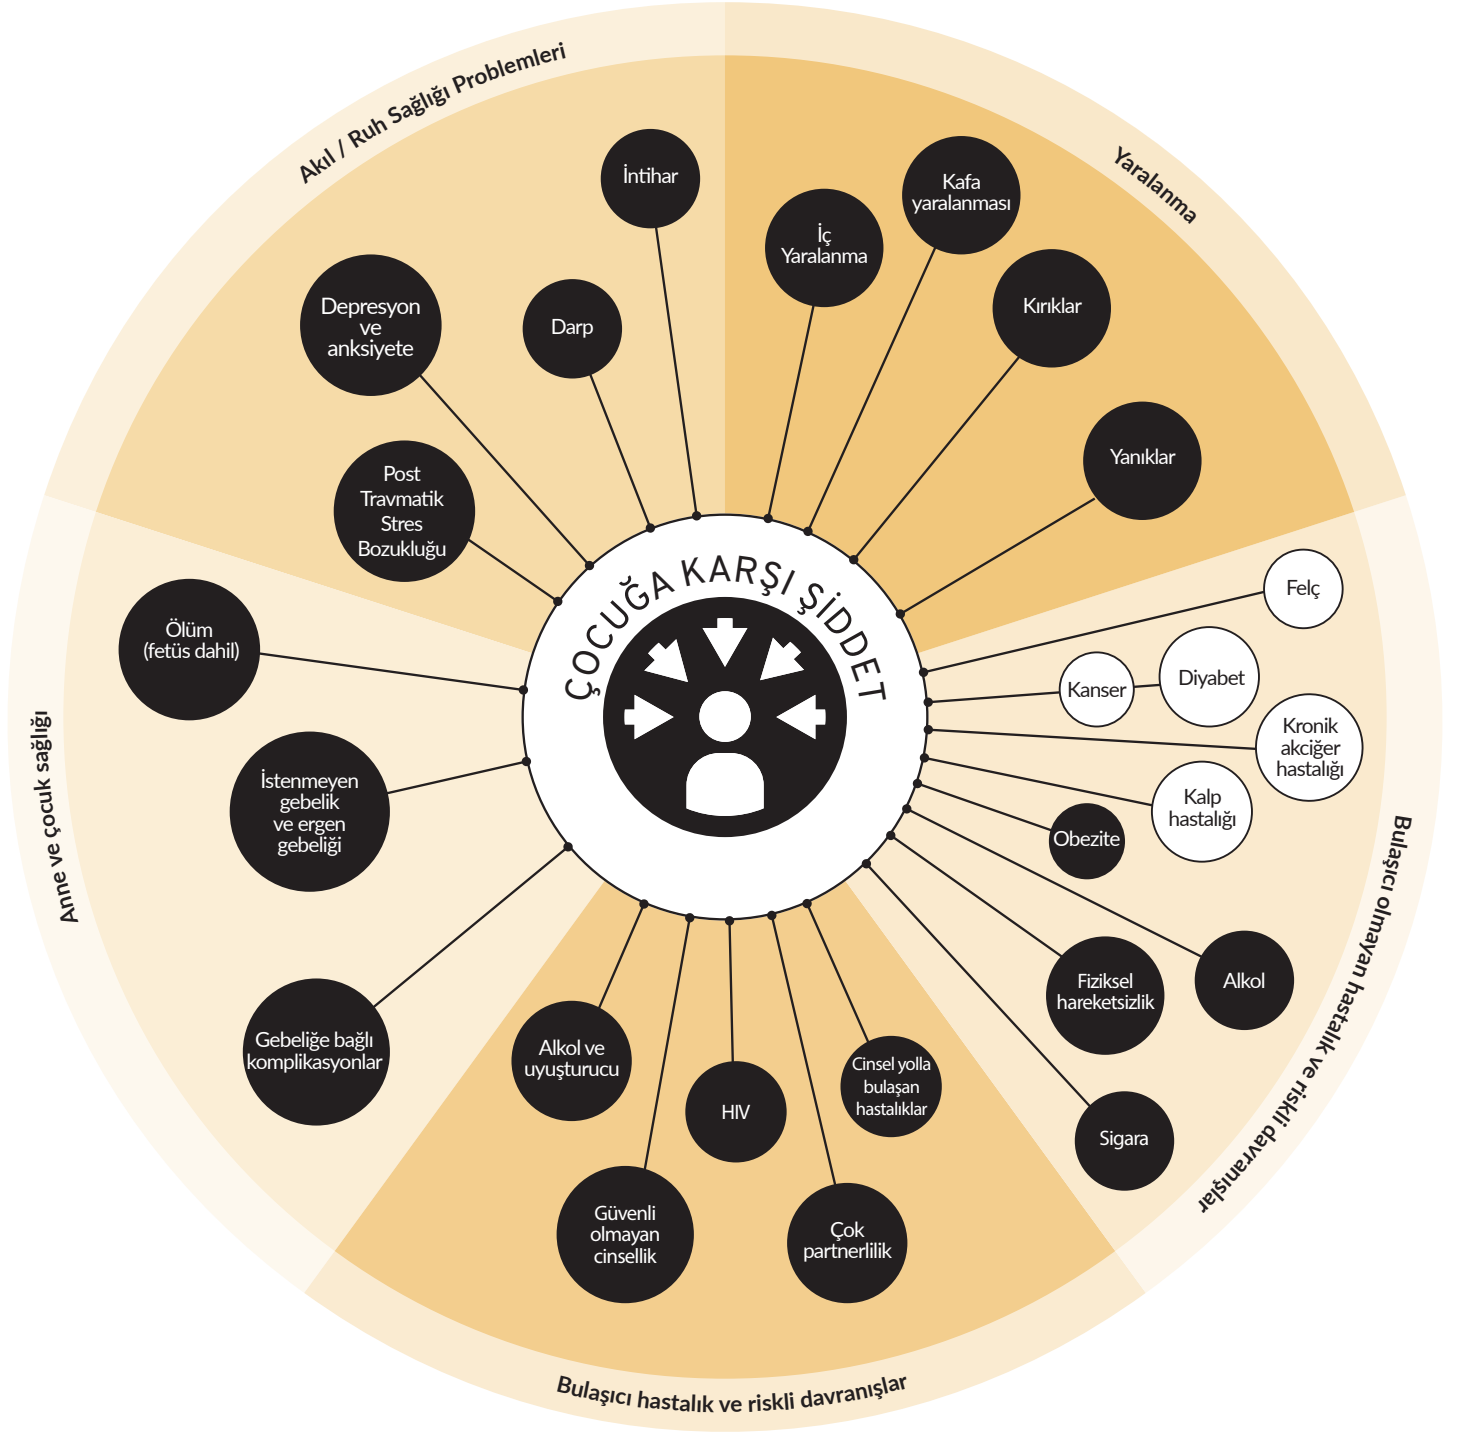 ÇOCUĞA KARŞI ŞİDDET
Akıl / Ruh Sağlığı Problemleri
İntihar
Darp
Depresyon
ve
anksiyete
Post
Travmatik
Stres
Bozukluğu
Yaralanma
İç
Yaralanma
Kafa
yaralanması
Kırıklar
Yanıklar
Bulaşıcı olmayan hastalık ve riskli davranışlar
Felç
Kanser
Diyabet
Kronik
akciğer
hastalığı
Kalp
hastalığı
Obezite
Alkol
Fiziksel
hareketsizlik
Sigara
Bulaşıcı hastalık ve riskli davranışlar
Cinsel yolla
bulaşan
hastalıklar
Çok
partnerlilik
HIV
Güvenli
olmayan
cinsellik
Alkol ve
uyuşturucu
Anne ve çocuk sağlığı
Gebeliğe bağlı
komplikasyonlar
İstenmeyen
gebelik
ve ergen
gebeliği
Ölüm
(fetüs dahil)